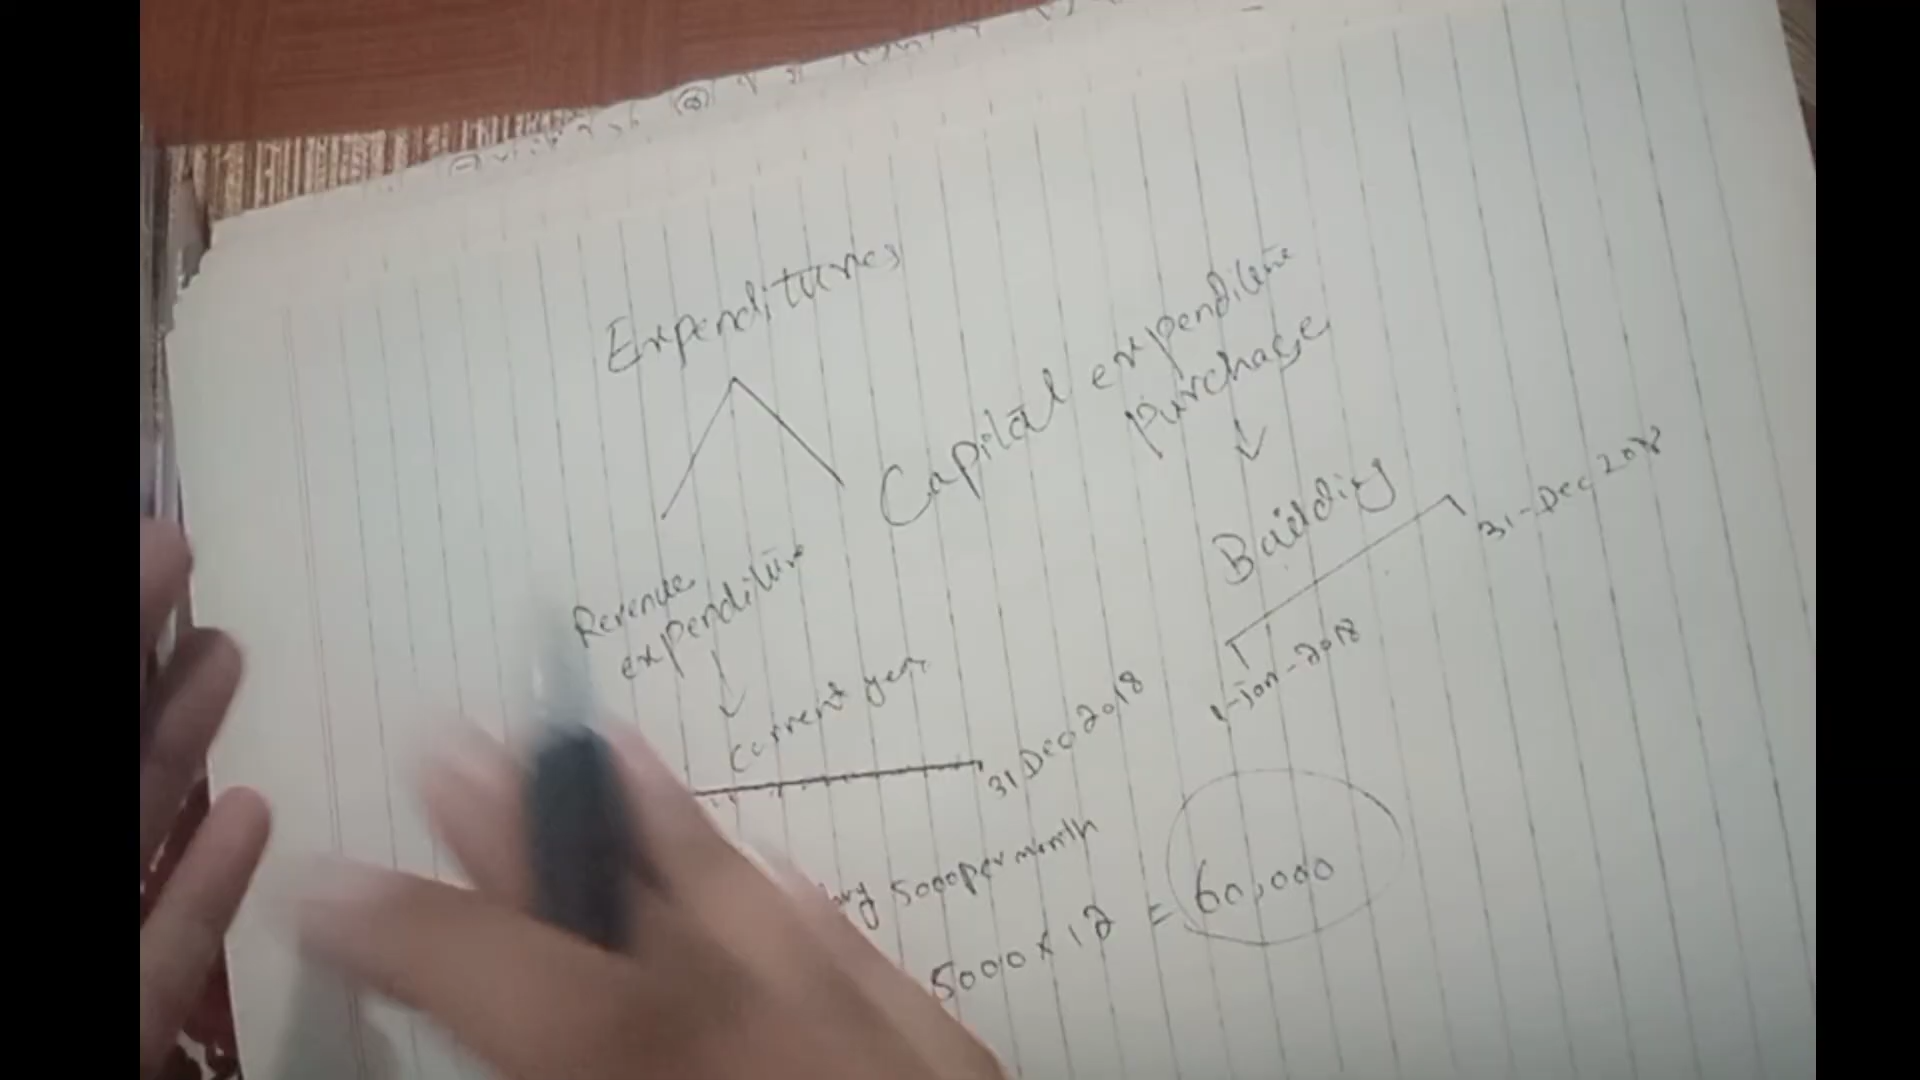 Expenditures
Capital expenditure
Purchase
Building
31-Dec 2018
1-Jan-2018
Revenue
expenditure
Current year
31 Dec 2018
5000 per month
5000 x 12 = 60,000